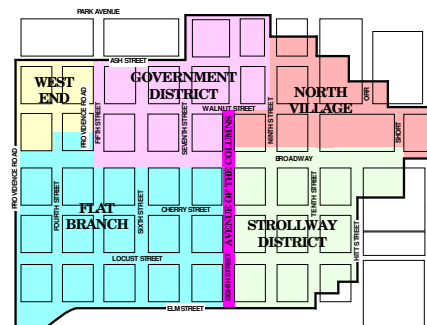 PARK AVENUE
ASH STREET
WEST
END
GOVERNMENT
DISTRICT
NORTH
VILLAGE
ORR
PROVIDENCE ROAD
FIFTH STREET
SEVENTH STREET
WALNUT STREET
NINTH STREET
SHORT
PROVIDENCE ROAD
AVENUE OF THE COLUMNS
BROADWAY
FOURTH STREET
FLAT
BRANCH
SIXTH STREET
CHERRY STREET
TENTH STREET
STROLLWAY
DISTRICT
HITT STREET
LOCUST STREET
EIGHTH STREET
ELM STREET